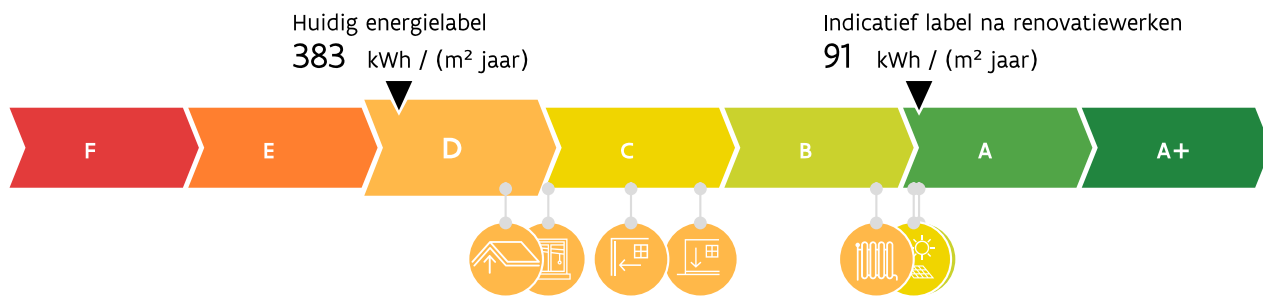 Huidig energielabel
383 kWh / (m² jaar)
Indicatief label na renovatiewerken
91 kWh / (m² jaar)
F E D C B A A+